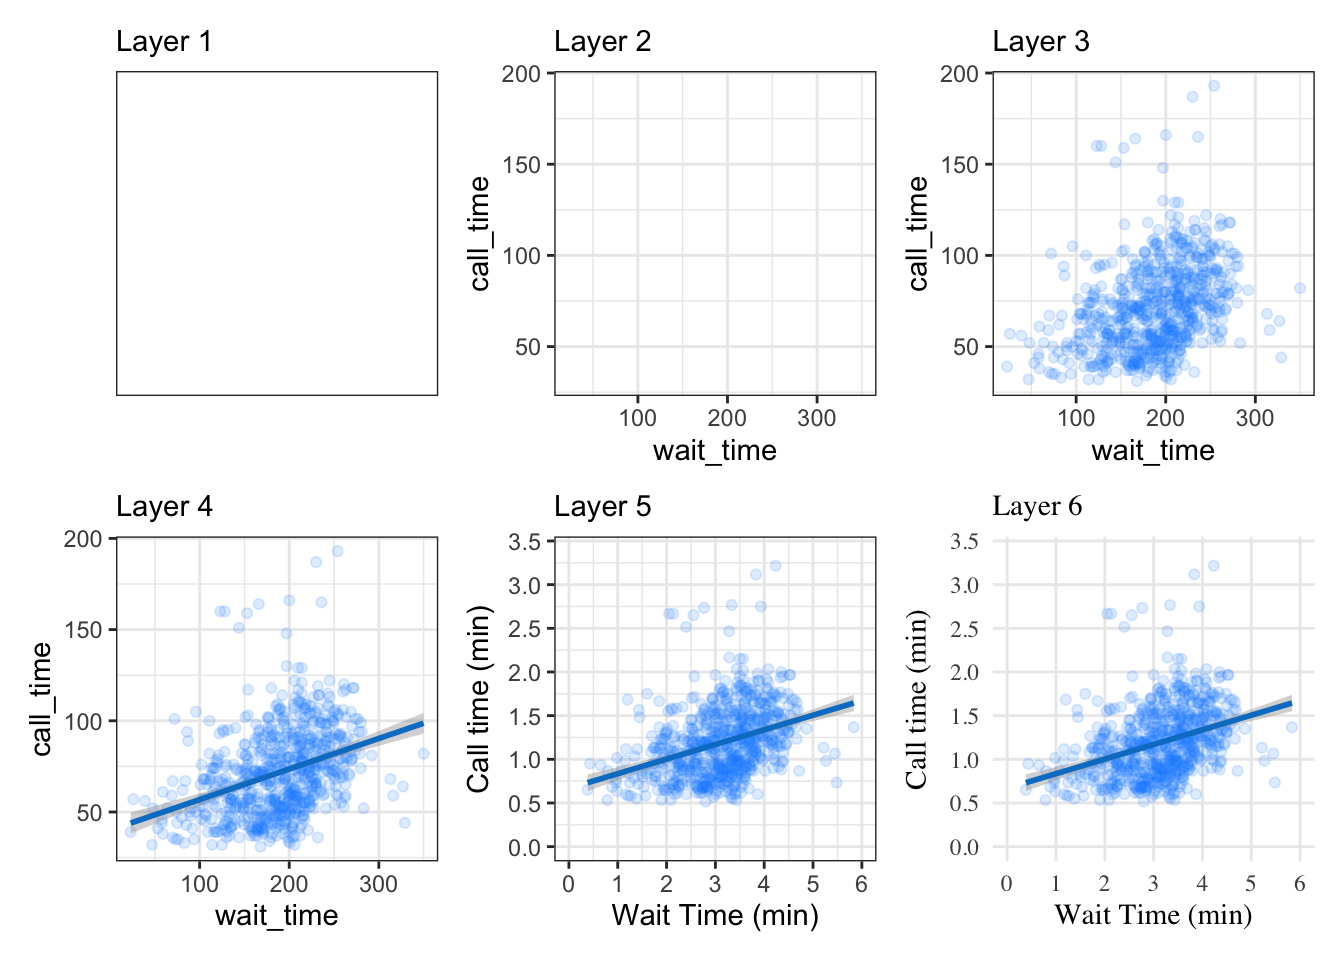 Layer 1
Layer 2
200
150
100
50
call_time
100 200 300
wait_time
Layer 3
200
150
100
50
call_time
100 200 300
wait_time
Layer 4
200
150
100
50
call_time
100 200 300
wait_time
Layer 5
3.5
3.0
2.5
2.0
1.5
1.0
0.5
0.0
Call time (min)
0 1 2 3 4 5 6
Wait Time (min)
Layer 6
3.5
3.0
2.5
2.0
1.5
1.0
0.5
0.0
Call time (min)
0 1 2 3 4 5 6
Wait Time (min)